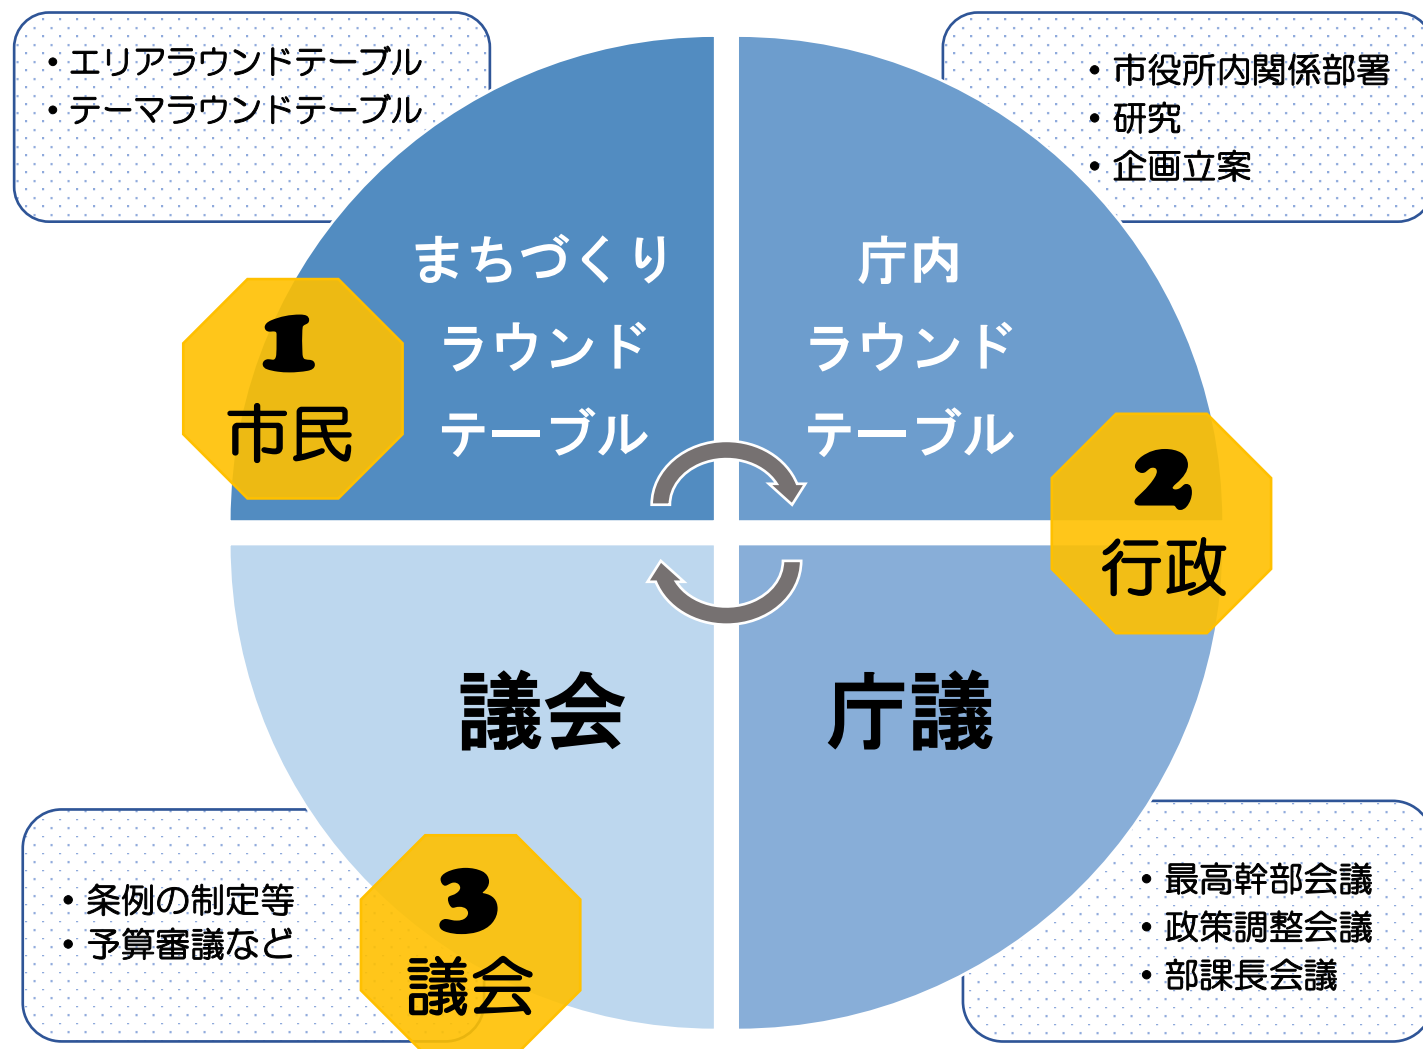 ・エリアラウンドテーブル
・テーマラウンドテーブル
・市役所内関係部署
・研究
・企画立案
まちづくり
ラウンド
テーブル
庁内
ラウンド
テーブル
1
市民
2
行政
議会
庁議
・条例の制定等
・予算審議など
3
議会
・最高幹部会議
・政策調整会議
・部課長会議